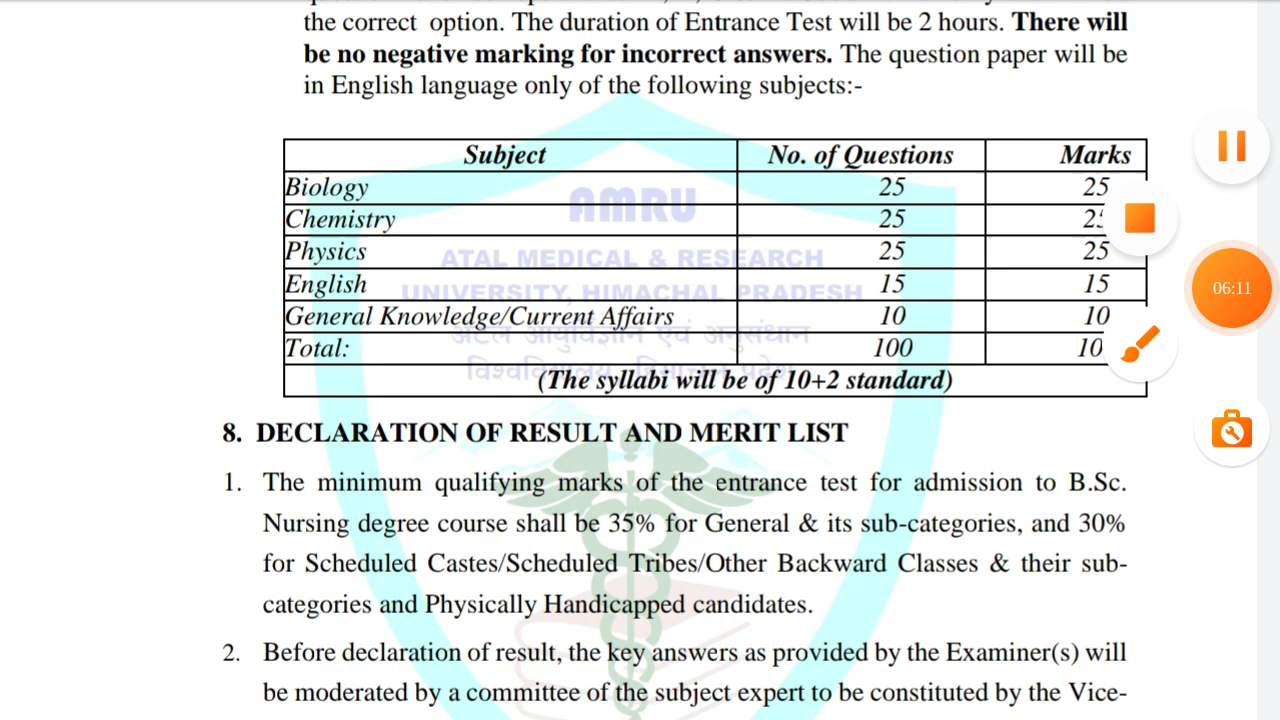 the correct option. The duration of Entrance Test will be 2 hours. There will
be no negative marking for incorrect answers. The question paper will be
in English language only of the following subjects:-
Subject No. of Questions Marks
Biology 25 25
Chemistry 25
Physics 25 25
English 15 15
General Knowledge/Current Affairs 10 10
Total: 100
(The syllabi will be of 10+2 standard)
AMRU
ATAL MEDICAL & RESEARCH
UNIVERSITY, HIMACHAL PRADESH
अटल आयुर्विज्ञान एवं अनुसंधान
06:11
8. DECLARATION OF RESULT AND MERIT LIST
1. The minimum qualifying marks of the entrance test for admission to B.Sc.
Nursing degree course shall be 35% for General & its sub-categories, and 30%
for Scheduled Castes/Scheduled Tribes/Other Backward Classes & their sub-
categories and Physically Handicapped candidates.
2. Before declaration of result, the key answers as provided by the Examiner(s) will
be moderated by a committee of the subject expert to be constituted by the Vice-